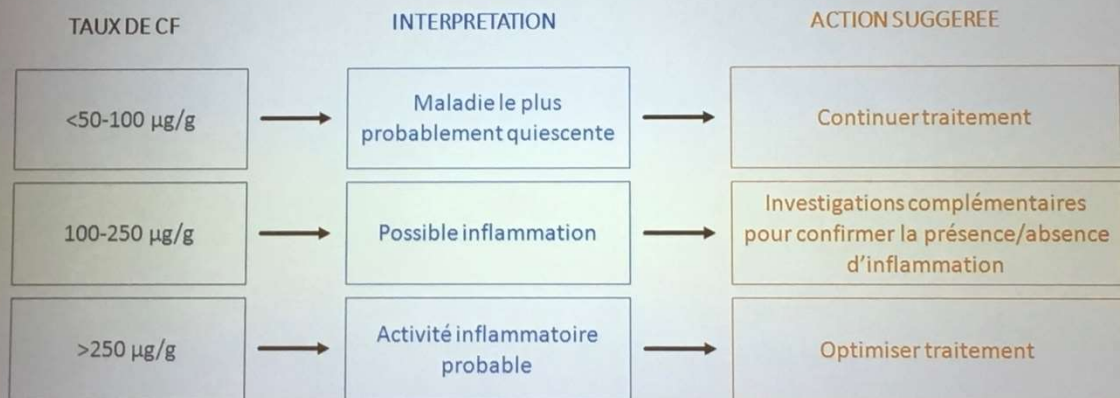 TAUX DE CF
INTERPRETATION
ACTION SUGGEREE
<50-100 µg/g
Maladie le plus
probablement quiescente
Continuer traitement
100-250 µg/g
Possible inflammation
Investigations complémentaires
pour confirmer la présence/absence
d’inflammation
>250 µg/g
Activité inflammatoire
probable
Optimiser traitement